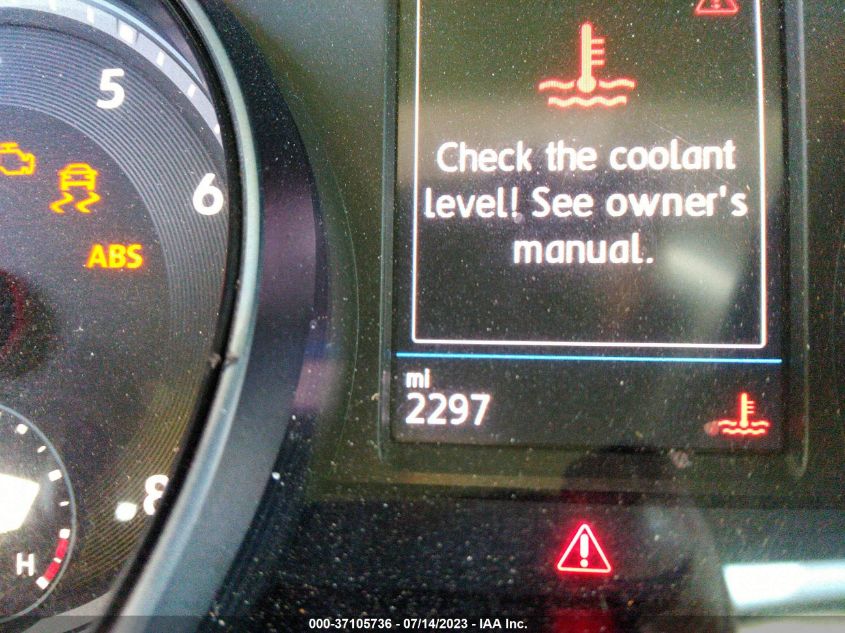 5
6
8
ABS
H
Check the coolant
level! See owner's
manual.
mi
2297
000-37105736 - 07/14/2023 - IAA Inc.